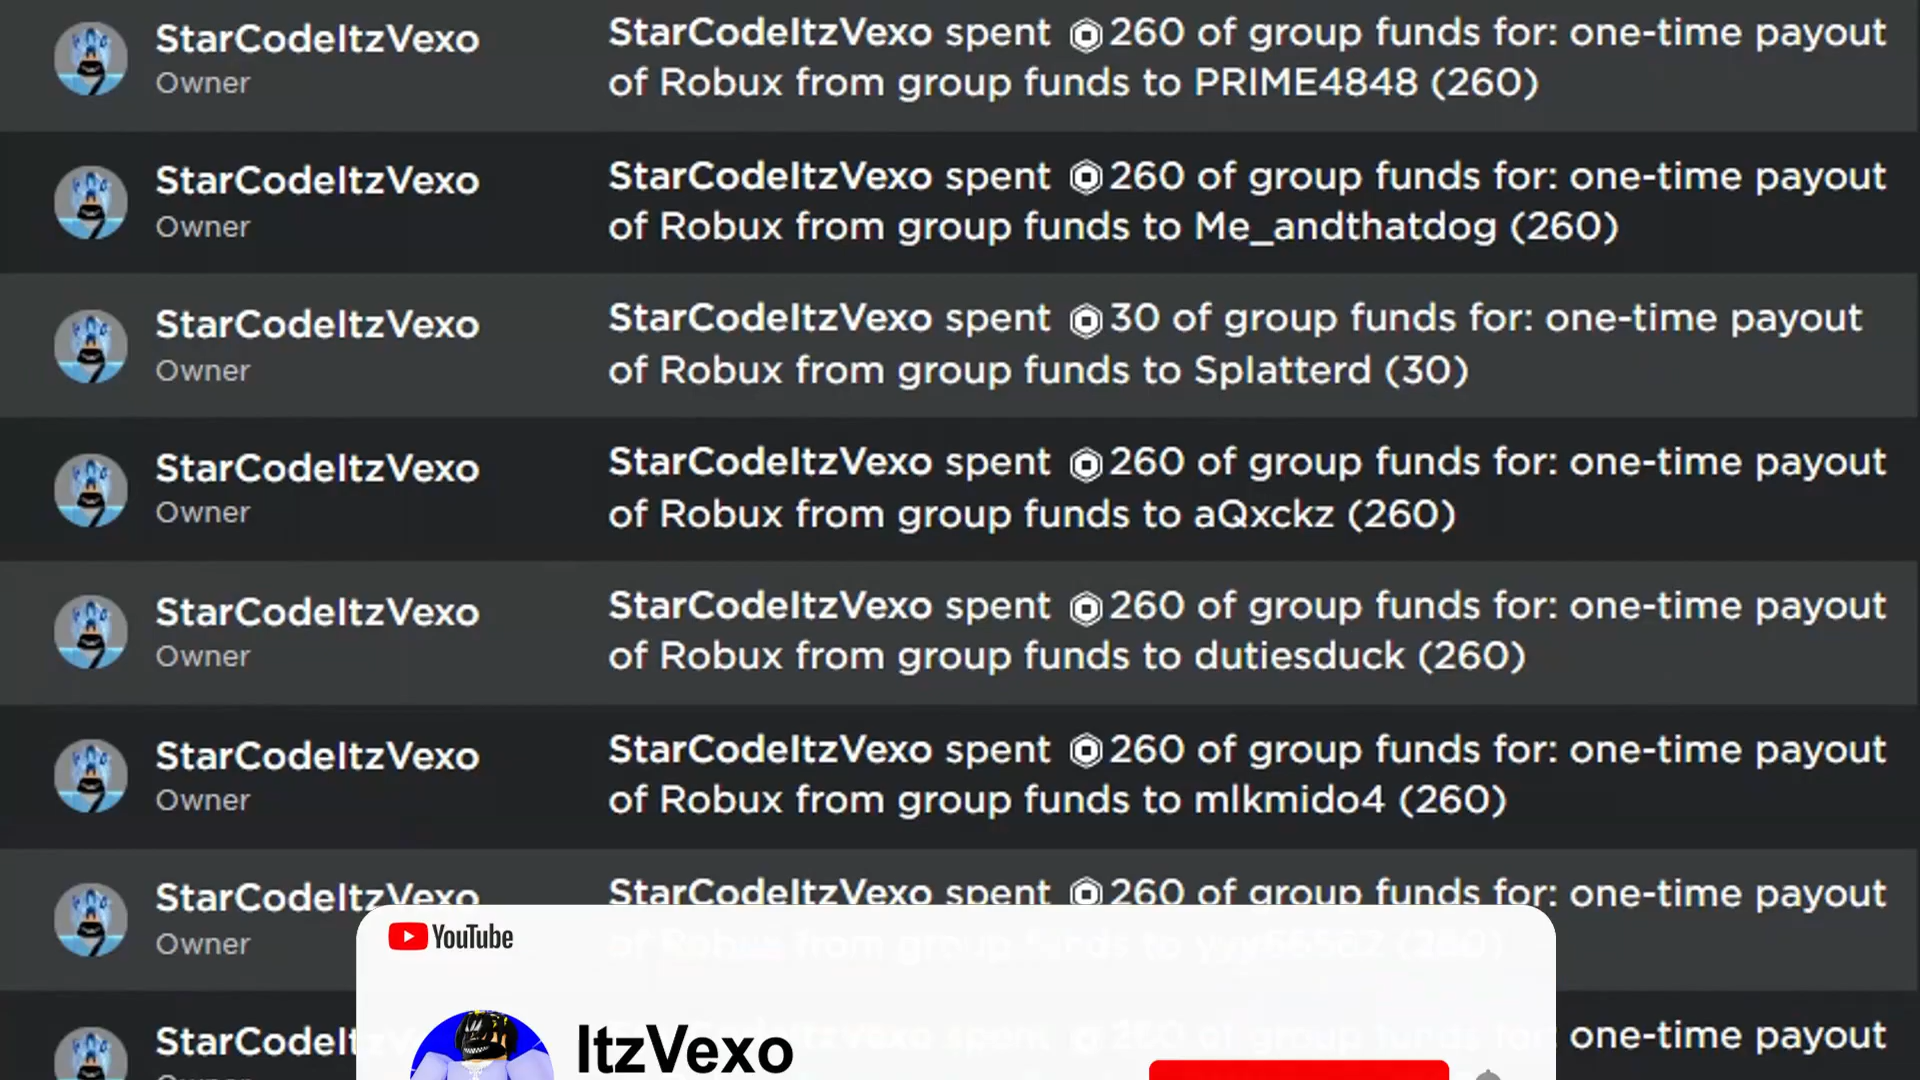 StarCodeItzVexo
Owner
StarCodeItzVexo spent 260 of group funds for: one-time payout
of Robux from group funds to PRIME4848 (260)
StarCodeItzVexo
Owner
StarCodeItzVexo spent 260 of group funds for: one-time payout
of Robux from group funds to Me_andthatdog (260)
StarCodeItzVexo
Owner
StarCodeItzVexo spent 30 of group funds for: one-time payout
of Robux from group funds to Splatterd (30)
StarCodeItzVexo
Owner
StarCodeItzVexo spent 260 of group funds for: one-time payout
of Robux from group funds to aQxckz (260)
StarCodeItzVexo
Owner
StarCodeItzVexo spent 260 of group funds for: one-time payout
of Robux from group funds to dutiesduck (260)
StarCodeItzVexo
Owner
StarCodeItzVexo spent 260 of group funds for: one-time payout
of Robux from group funds to mlkmido4 (260)
StarCodeItzVexo
Owner
StarCodeItzVexo spent 260 of group funds for: one-time payout
of Robux from group funds to (260)
YouTube
ItzVexo
one-time payout